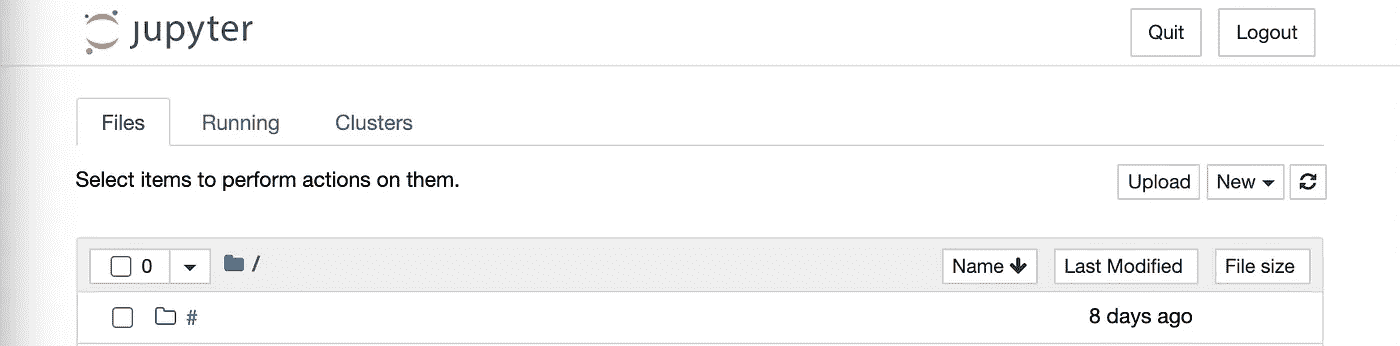 jupyter
Quit Logout
Files Running Clusters
Select items to perform actions on them.
Upload New
0 / Name Last Modified File size
# 8 days ago